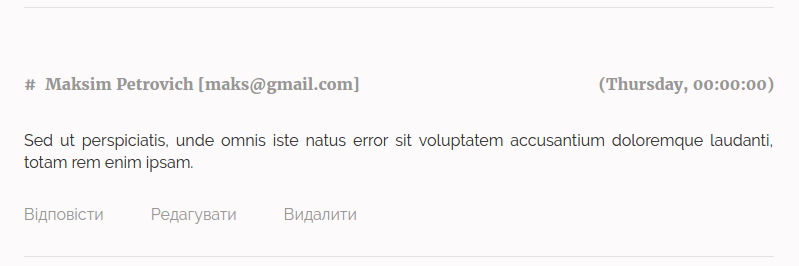 # Maksim Petrovich [maks@gmail.com] (Thursday, 00:00:00)
Sed ut perspiciatis, unde omnis iste natus error sit voluptatem accusantium doloremque laudanti,
totam rem enim ipsam.
Відповісти Редагувати Видалити